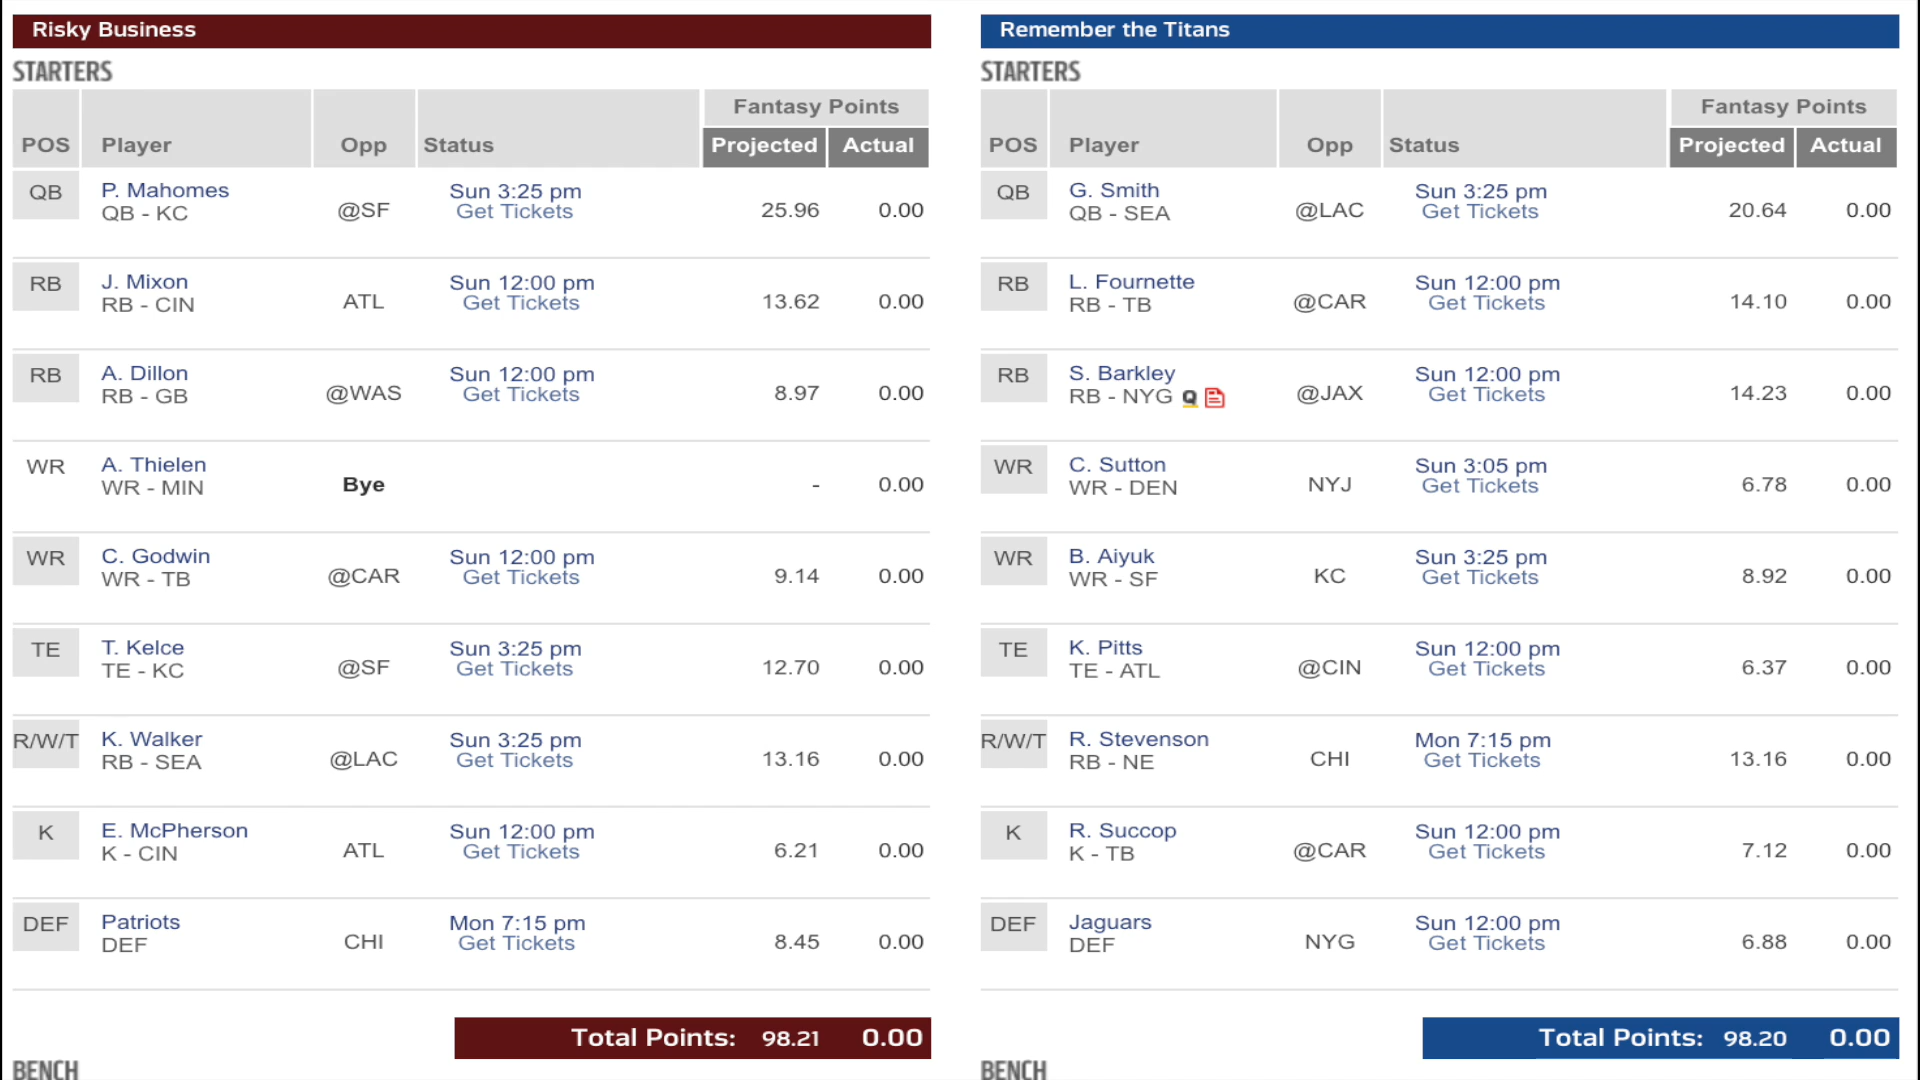 Risky Business
STARTERS
Fantasy Points
POS Player Opp Status Projected Actual
QB P. Mahomes QB - KC @SF Sun 3:25 pm Get Tickets 25.96 0.00
RB J. Mixon RB - CIN ATL Sun 12:00 pm Get Tickets 13.62 0.00
RB A. Dillon RB - GB @WAS Sun 12:00 pm Get Tickets 8.97 0.00
WR A. Thielen WR - MIN Bye - 0.00
WR C. Godwin WR - TB @CAR Sun 12:00 pm Get Tickets 9.14 0.00
TE T. Kelce TE - KC @SF Sun 3:25 pm Get Tickets 12.70 0.00
R/W/T K. Walker RB - SEA @LAC Sun 3:25 pm Get Tickets 13.16 0.00
K E. McPherson K - CIN ATL Sun 12:00 pm Get Tickets 6.21 0.00
DEF Patriots DEF CHI Mon 7:15 pm Get Tickets 8.45 0.00
Total Points: 98.21 0.00
BENCH
Remember the Titans
STARTERS
Fantasy Points
POS Player Opp Status Projected Actual
QB G. Smith QB - SEA @LAC Sun 3:25 pm Get Tickets 20.64 0.00
RB L. Fournette RB - TB @CAR Sun 12:00 pm Get Tickets 14.10 0.00
RB S. Barkley RB - NYG Q @JAX Sun 12:00 pm Get Tickets 14.23 0.00
WR C. Sutton WR - DEN NYJ Sun 3:05 pm Get Tickets 6.78 0.00
WR B. Aiyuk WR - SF KC Sun 3:25 pm Get Tickets 8.92 0.00
TE K. Pitts TE - ATL @CIN Sun 12:00 pm Get Tickets 6.37 0.00
R/W/T R. Stevenson RB - NE CHI Mon 7:15 pm Get Tickets 13.16 0.00
K R. Succop K - TB @CAR Sun 12:00 pm Get Tickets 7.12 0.00
DEF Jaguars DEF NYG Sun 12:00 pm Get Tickets 6.88 0.00
Total Points: 98.20 0.00
BENCH